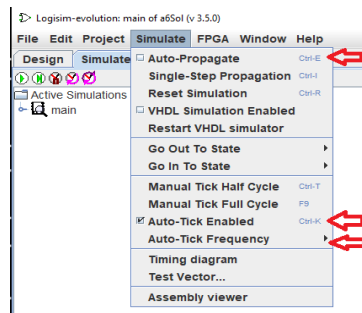 Logisim-evolution: main of a6Sol (v 3.5.0)
File Edit Project Simulate FPGA Window Help
Design Simulate
Auto-Propagate Ctrl-E
Single-Step Propagation Ctrl-I
Active Simulations
Reset Simulation Ctrl-R
main
VHDL Simulation Enabled
Restart VHDL simulator
Go Out To State
Go In To State
Manual Tick Half Cycle Ctrl-T
Manual Tick Full Cycle F9
Auto-Tick Enabled Ctrl-K
Auto-Tick Frequency
Timing diagram
Test Vector...
Assembly viewer